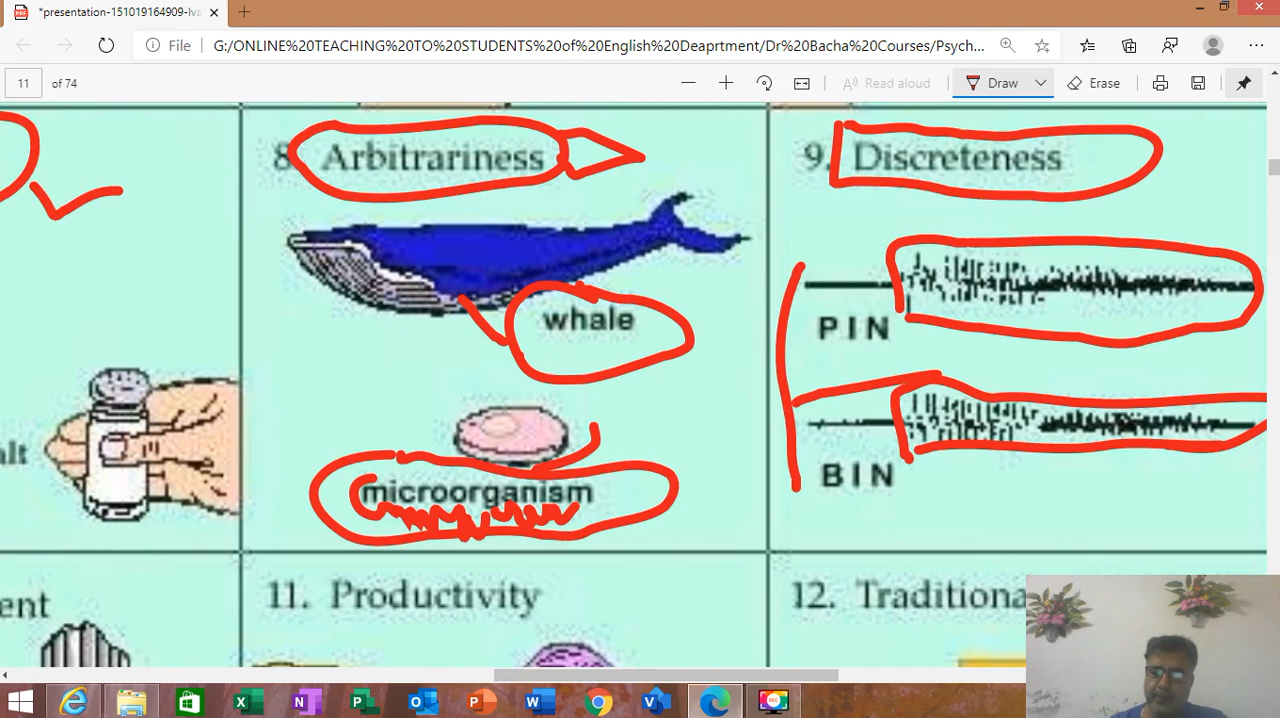 *presentation-151019164909-lva
File
G:/ONLINE%20TEACHING%20TO%20STUDENTS%20of%20English%20Deaprtment/Dr%20Bacha%20Courses/Psych...
11 of 74
Read aloud
Draw
Erase
8. Arbitrariness
9. Discreteness
whale
PIN
alt
microorganism
BIN
ent
11. Productivity
12. Traditiona